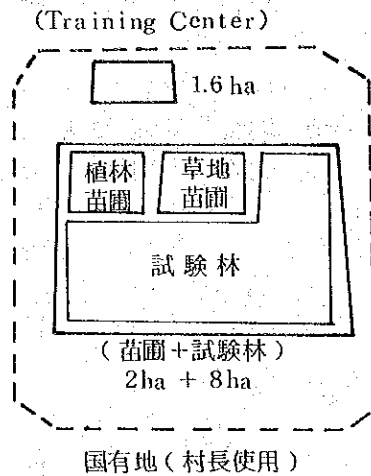 (Training Center)
1.6 ha
植林 草地
苗圃 苗圃
試験林
(苗圃+試験林)
2ha + 8ha
国有地(村長使用)